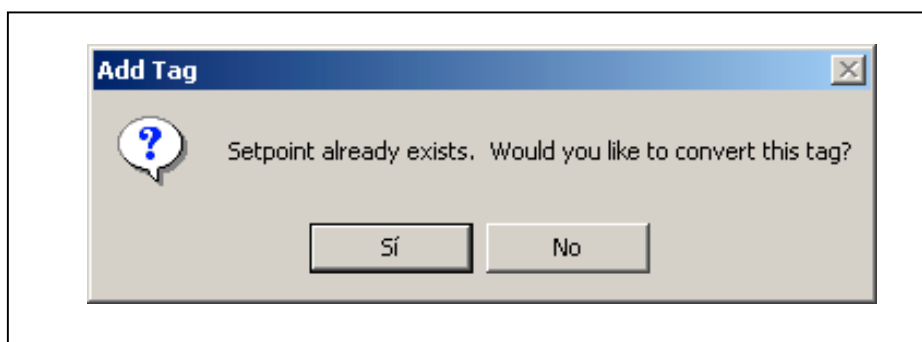 Add Tag
Setpoint already exists. Would you like to convert this tag?
Sí
No